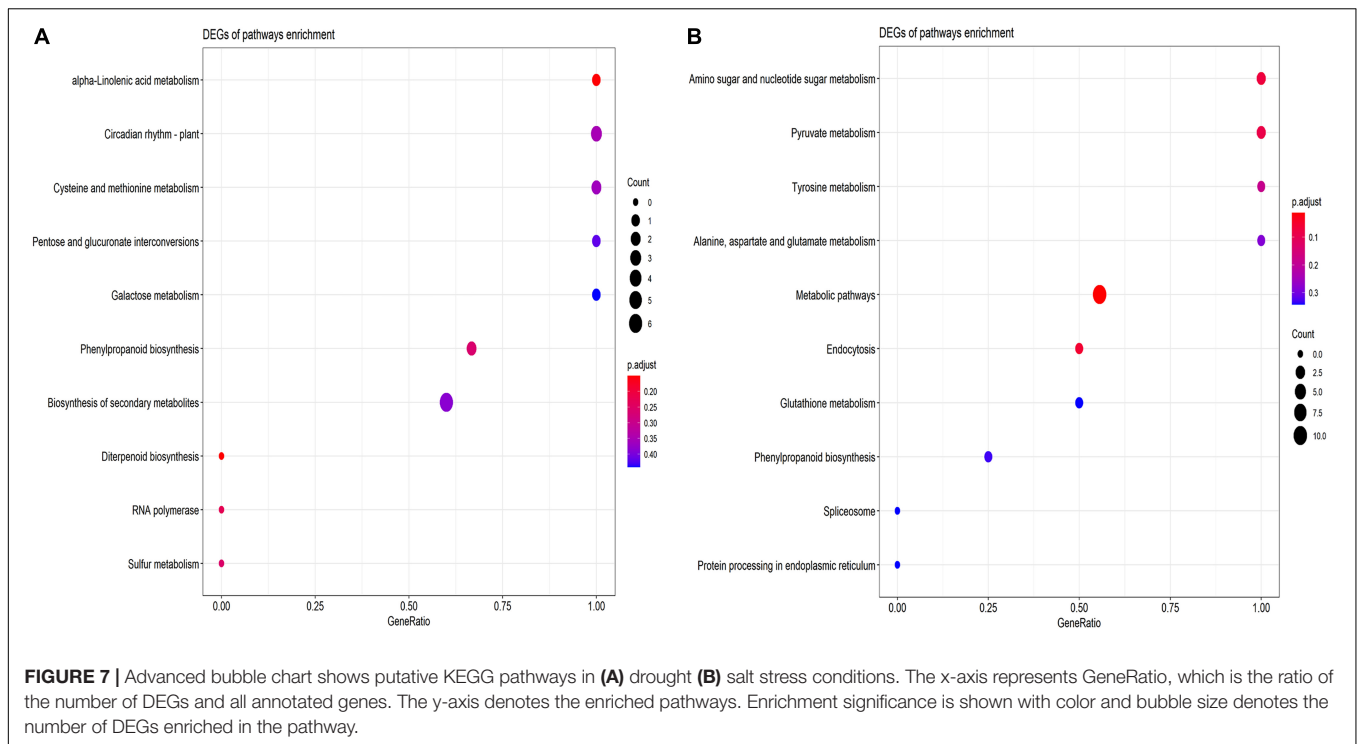 A
DEGs of pathways enrichment
alpha-Linolenic acid metabolism
Circadian rhythm - plant
Cysteine and methionine metabolism
Pentose and glucuronate interconversions
Galactose metabolism
Phenylpropanoid biosynthesis
Biosynthesis of secondary metabolites
Diterpenoid biosynthesis
RNA polymerase
Sulfur metabolism
0.00 0.25 0.50 0.75 1.00
GeneRatio
Count
0
1
2
3
4
5
6
p.adjust
0.20
0.25
0.30
0.35
0.40
B
DEGs of pathways enrichment
Amino sugar and nucleotide sugar metabolism
Pyruvate metabolism
Tyrosine metabolism
Alanine, aspartate and glutamate metabolism
Metabolic pathways
Endocytosis
Glutathione metabolism
Phenylpropanoid biosynthesis
Spliceosome
Protein processing in endoplasmic reticulum
0.00 0.25 0.50 0.75 1.00
GeneRatio
p.adjust
0.1
0.2
0.3
Count
0.0
2.5
5.0
7.5
10.0
FIGURE 7 | Advanced bubble chart shows putative KEGG pathways in (A) drought (B) salt stress conditions. The x-axis represents GeneRatio, which is the ratio of
the number of DEGs and all annotated genes. The y-axis denotes the enriched pathways. Enrichment significance is shown with color and bubble size denotes the
number of DEGs enriched in the pathway.